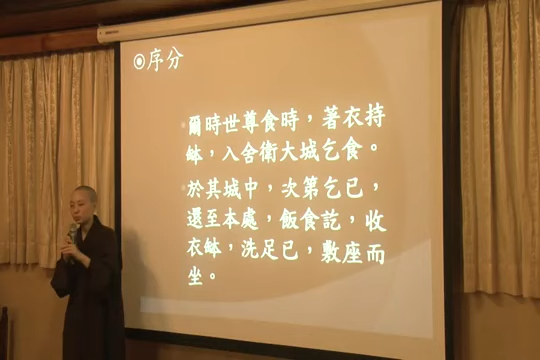 ◎序分
爾時世尊食時，著衣持
鉢，入舍衛大城乞食。
於其城中，次第乞已，
還至本處，飯食訖，收
衣鉢，洗足已，敷座而
坐。